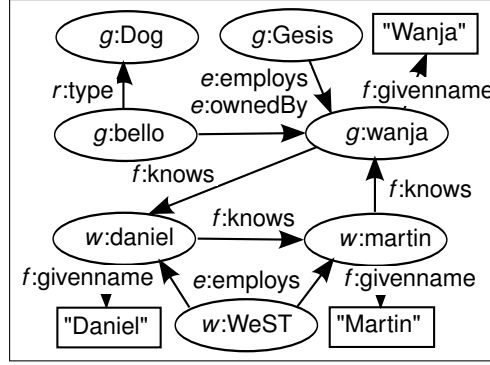 g:Dog
g:Gesis
"Wanja"
r:type
e:employs
e:ownedBy
f:givenname
g:bello
g:wanja
f:knows
f:knows
w:daniel
f:knows
w:martin
f:givenname
e:employs
f:givenname
"Daniel"
w:WeST
"Martin"